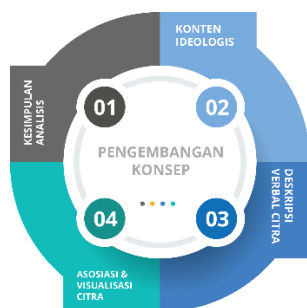 KONTEN
IDEOLOGIS
KESIMPULAN
ANALISIS
01
02
PENGEMBANGAN
KONSEP
DESKRIPSI
VERBAL CITRA
04
03
ASOSIASI &
VISUALISASI
CITRA